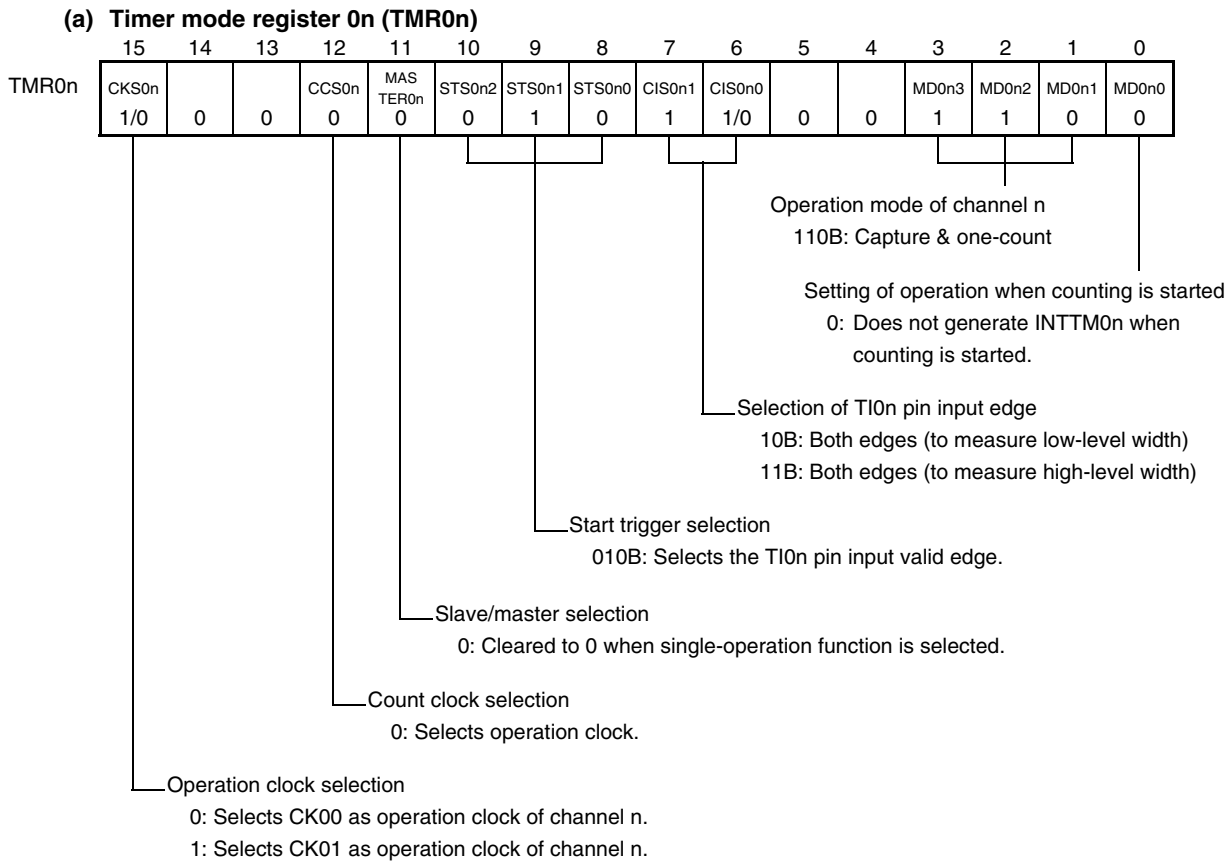 (a) Timer mode register 0n (TMR0n)
15 14 13 12 11 10 9 8 7 6 5 4 3 2 1 0
TMR0n CKS0n CCS0n MAS TER0n STS0n2 STS0n1 STS0n0 CIS0n1 CIS0n0 MD0n3 MD0n2 MD0n1 MD0n0
1/0 0 0 0 0 0 1 0 1 1/0 0 0 1 1 0 0
Operation mode of channel n
110B: Capture & one-count
Setting of operation when counting is started
0: Does not generate INTTM0n when
counting is started.
Selection of TI0n pin input edge
10B: Both edges (to measure low-level width)
11B: Both edges (to measure high-level width)
Start trigger selection
010B: Selects the TI0n pin input valid edge.
Slave/master selection
0: Cleared to 0 when single-operation function is selected.
Count clock selection
0: Selects operation clock.
Operation clock selection
0: Selects CK00 as operation clock of channel n.
1: Selects CK01 as operation clock of channel n.